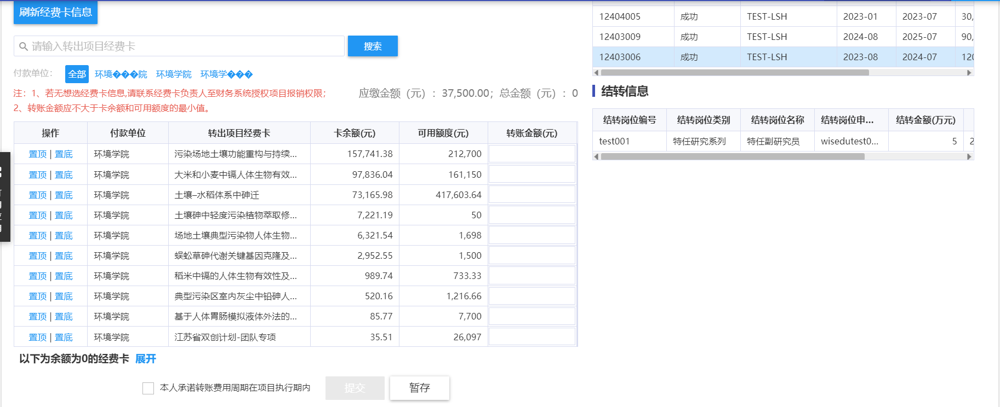 刷新经费卡信息
请输入转出项目经费卡
搜索
付款单位： 全部 环境���院 环境学院 环境学���
注：1、若无想选经费卡信息,请联系经费卡负责人至财务系统授权项目报销权限；
2、转账金额应不大于卡余额和可用额度的最小值。
应缴金额（元）：37,500.00；总金额（元）：0
操作 付款单位 转出项目经费卡 卡余额(元) 可用额度(元) 转账金额(元)
置顶 | 置底 环境学院 污染场地土壤功能重构与持续... 157,741.38 212,700
置顶 | 置底 环境学院 大米和小麦中镉人体生物有效... 97,836.04 161,150
置顶 | 置底 环境学院 土壤–水稻体系中砷迁 73,165.98 417,603.64
置顶 | 置底 环境学院 土壤砷中轻度污染植物萃取修... 7,221.19 50
置顶 | 置底 环境学院 场地土壤典型污染物人体生物... 6,321.54 1,698
置顶 | 置底 环境学院 蜈蚣草砷代谢关键基因克隆及... 2,952.55 1,500
置顶 | 置底 环境学院 稻米中镉的人体生物有效性及... 989.74 733.33
置顶 | 置底 环境学院 典型污染区室内灰尘中铅砷人... 520.16 1,216.66
置顶 | 置底 环境学院 基于人体胃肠模拟液体外法的... 85.77 7,700
置顶 | 置底 环境学院 江苏省双创计划-团队专项 35.51 26,097
以下为余额为0的经费卡 展开
本人承诺转账费用周期在项目执行期内 提交 暂存
12404005 成功 TEST-LSH 2023-01 2023-07 30,
12403009 成功 TEST-LSH 2024-08 2025-07 90,
12403006 成功 TEST-LSH 2023-08 2024-07 120
结转信息
结转岗位编号 结转岗位类别 结转岗位名称 结转岗位申... 结转金额(万元)
test001 特任研究系列 特任副研究员 wisedutest0... 5 2